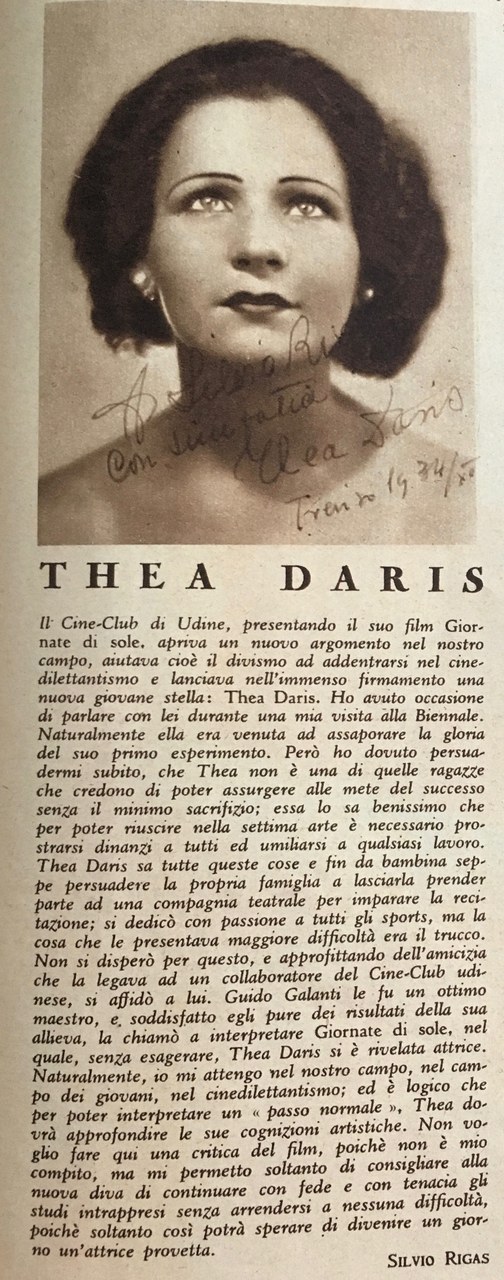 A Silvio Ri
Con simpatia
Thea Daris
Treviso 1934/XII
THEA DARIS
Il Cine-Club di Udine, presentando il suo film Gior-
nate di sole, apriva un nuovo argomento nel nostro
campo, aiutava cioè il divismo ad addentrarsi nel cine-
dilettantismo e lanciava nell'immenso firmamento una
nuova giovane stella: Thea Daris. Ho avuto occasione
di parlare con lei durante una mia visita alla Biennale.
Naturalmente ella era venuta ad assaporare la gloria
del suo primo esperimento. Però ho dovuto persua-
dermi subito, che Thea non è una di quelle ragazze
che credono di poter assurgere alle mete del successo
senza il minimo sacrifizio; essa lo sa benissimo che
per poter riuscire nella settima arte è necessario pro-
strarsi dinanzi a tutti ed umiliarsi a qualsiasi lavoro.
Thea Daris sa tutte queste cose e fin da bambina sep-
pe persuadere la propria famiglia a lasciarla prender
parte ad una compagnia teatrale per imparare la reci-
tazione; si dedicò con passione a tutti gli sports, ma la
cosa che le presentava maggiore difficoltà era il trucco.
Non si disperò per questo, e approfittando dell'amicizia
che la legava ad un collaboratore del Cine-Club udi-
nese, si affidò a lui. Guido Galanti le fu un ottimo
maestro, e, soddisfatto egli pure dei risultati della sua
allieva, la chiamò a interpretare Giornate di sole, nel
quale, senza esagerare, Thea Daris si è rivelata attrice.
Naturalmente, io mi attengo nel nostro campo, nel cam-
po dei giovani, nel cinedilettantismo; ed è logico che
per poter interpretare un « passo normale », Thea do-
vrà approfondire le sue cognizioni artistiche. Non vo-
glio fare qui una critica del film, poichè non è mio
compito, ma mi permetto soltanto di consigliare alla
nuova diva di continuare con fede e con tenacia gli
studi intrappresi senza arrendersi a nessuna difficoltà,
poichè soltanto così potrà sperare di divenire un gior-
no un'attrice provetta.
SILVIO RIGAS